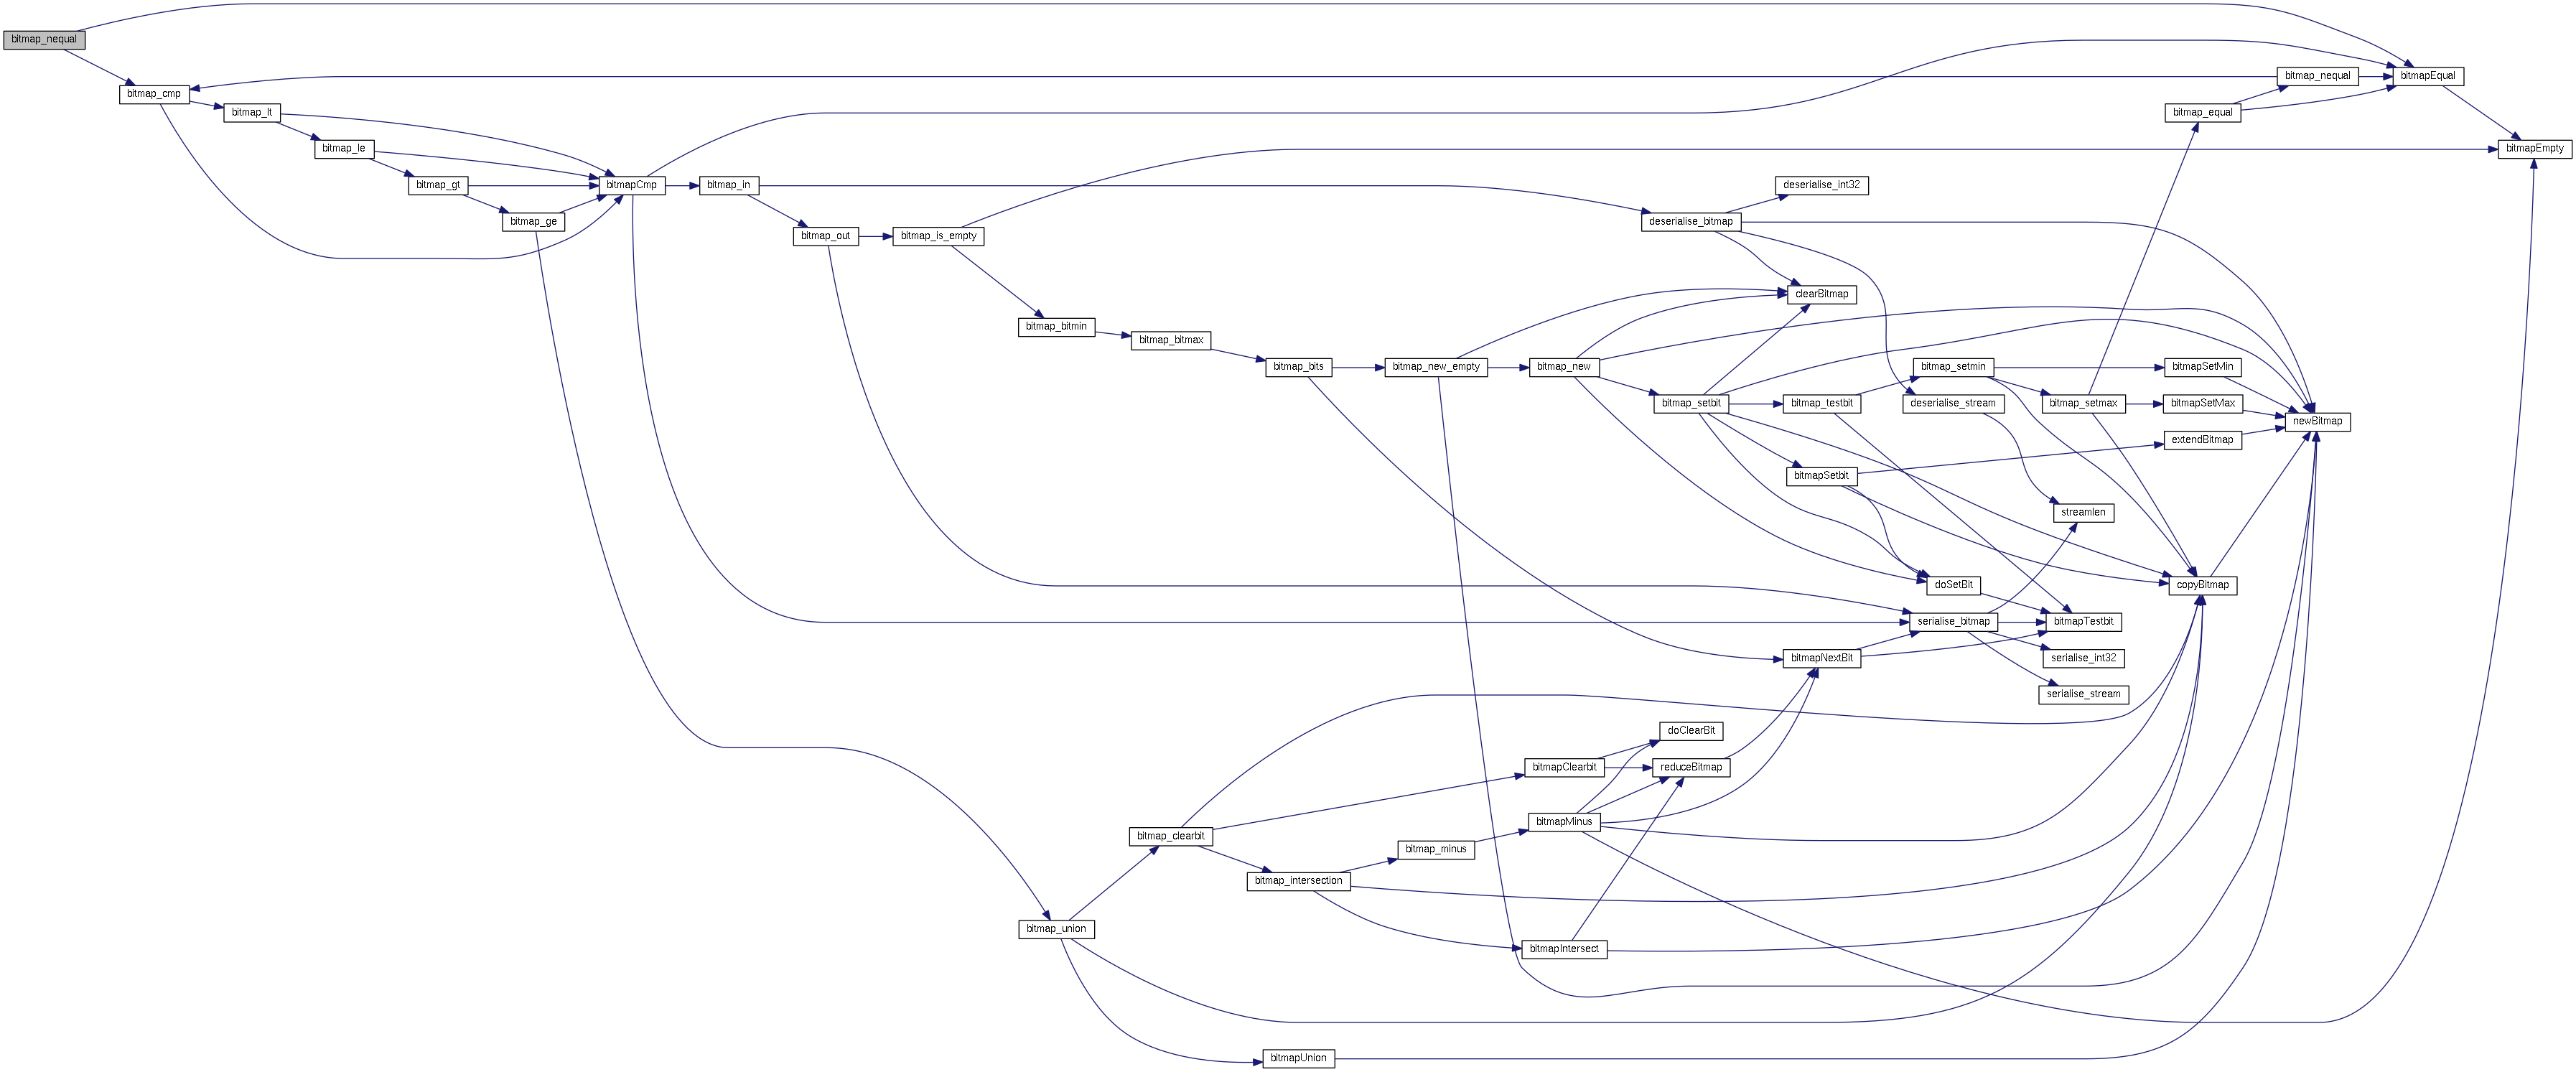 bitmap_nequal
bitmap_cmp
bitmap_lt
bitmap_le
bitmap_gt
bitmap_ge
bitmapCmp
bitmap_in
bitmap_out
bitmap_is_empty
bitmap_bitmin
bitmap_bitmax
bitmap_bits
bitmap_new_empty
bitmap_new
bitmap_setbit
deserialise_bitmap
deserialise_int32
clearBitmap
bitmap_testbit
bitmapSetbit
deserialise_stream
bitmap_setmin
bitmap_setmax
bitmap_equal
bitmap_nequal
bitmapEqual
bitmapEmpty
bitmapSetMin
bitmapSetMax
extendBitmap
newBitmap
streamlen
doSetBit
copyBitmap
serialise_bitmap
bitmapTestbit
serialise_int32
serialise_stream
bitmapNextBit
doClearBit
reduceBitmap
bitmapClearbit
bitmapMinus
bitmap_clearbit
bitmap_minus
bitmap_intersection
bitmap_union
bitmapIntersect
bitmapUnion